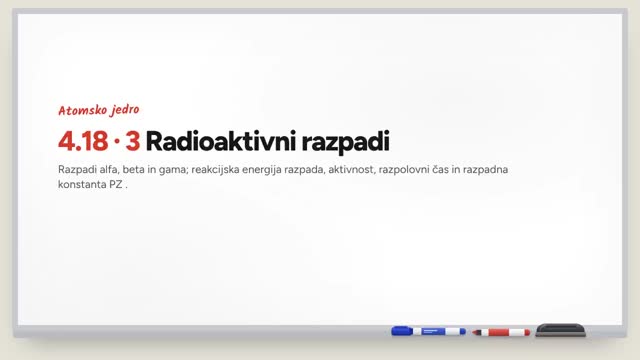 Atomsko jedro
4.18 · 3 Radioaktivni razpadi
Razpadi alfa, beta in gama; reakcijska energija razpada, aktivnost, razpolovni čas in razpadna
konstanta PZ .